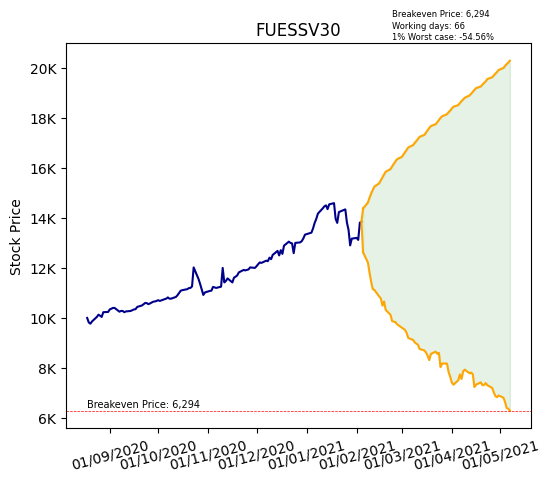 FUESSV30
Breakeven Price: 6,294
Working days: 66
1% Worst case: -54.56%
Stock Price
20K
18K
16K
14K
12K
10K
8K
6K
Breakeven Price: 6,294
01/09/2020
01/10/2020
01/11/2020
01/12/2020
01/01/2021
01/02/2021
01/03/2021
01/04/2021
01/05/2021